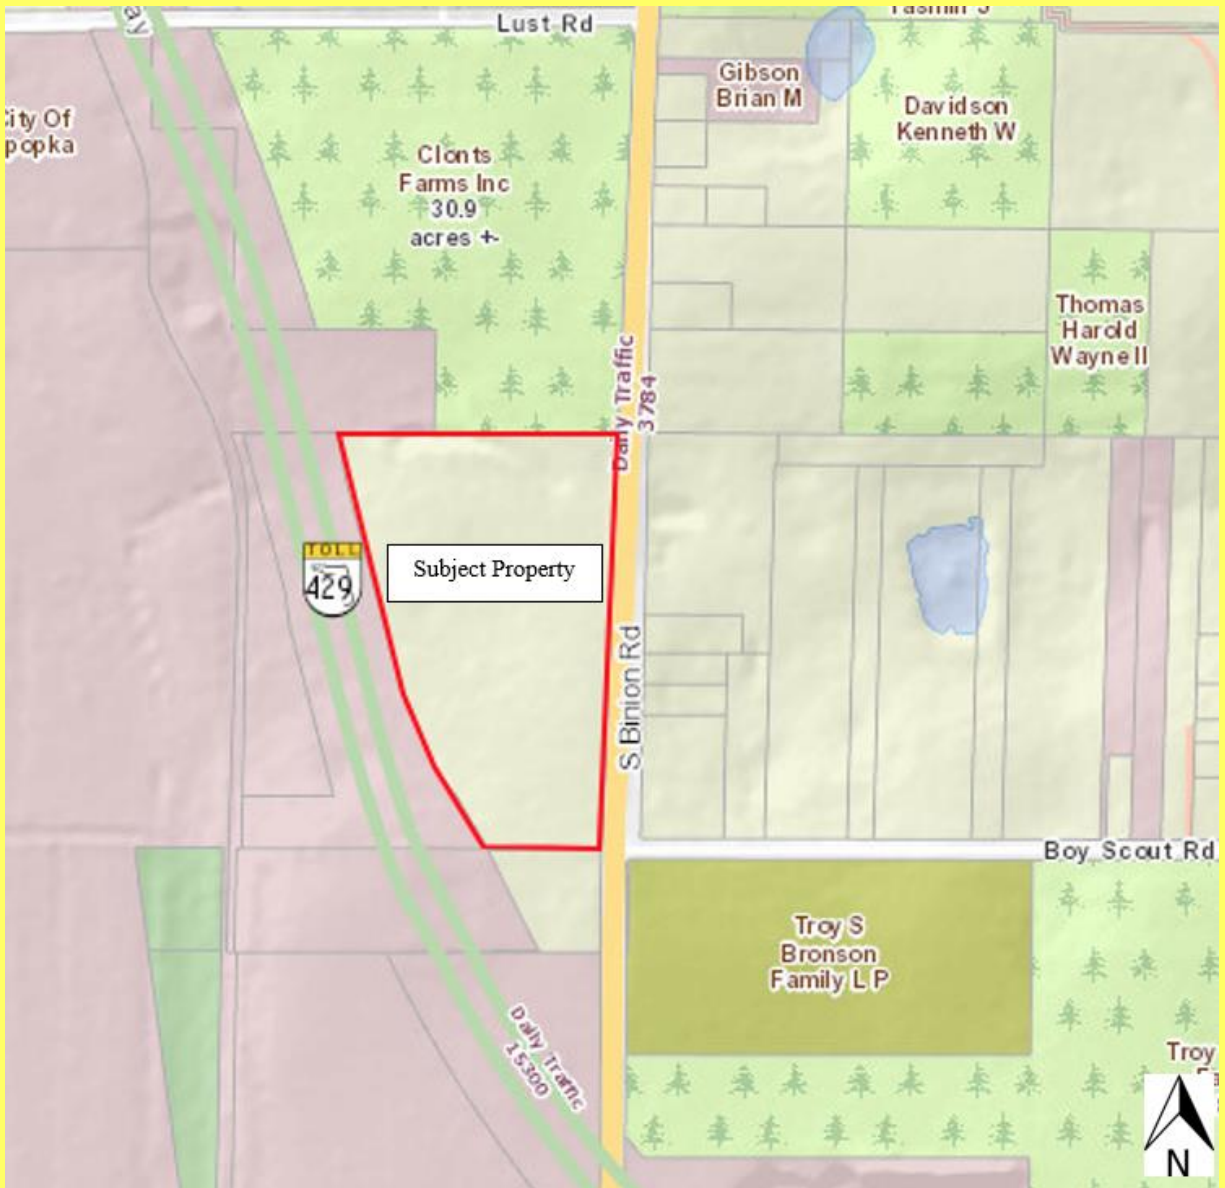 Lust Rd
Gibson
Brian M
Davidson
Kenneth W
City Of
Clonts
Farms Inc
30.9
acres +-
Thomas
Harold
Wayne II
Daily Traffic
3784
TOLL
429
Subject Property
S Binion Rd
Boy Scout Rd
Troy S
Bronson
Family L P
Daily Traffic
15300
Troy
N